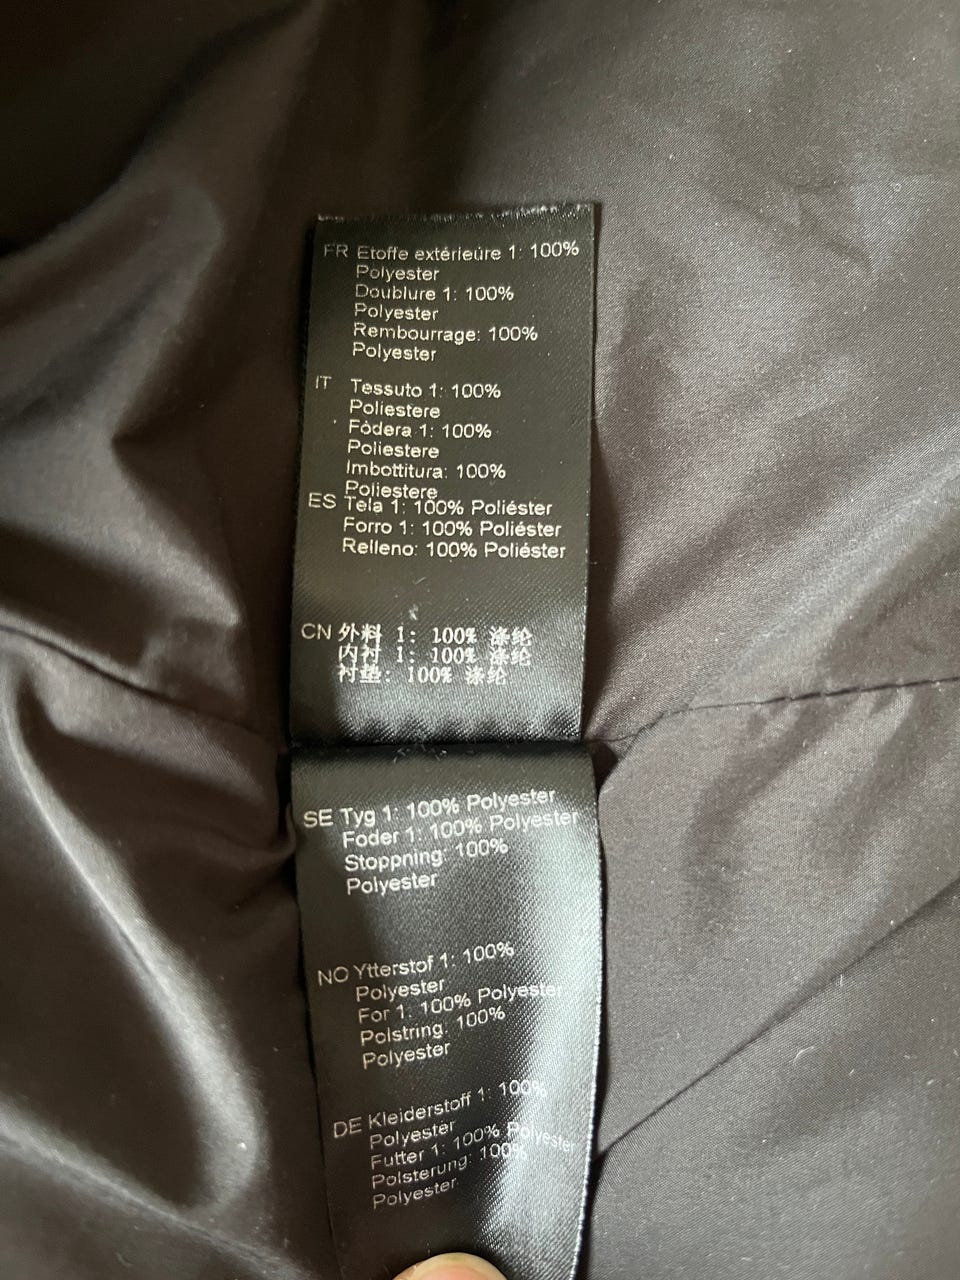 FR Etoffe extérieure 1: 100%
Polyester
Doublure 1: 100%
Polyester
Rembourrage: 100%
Polyester
IT Tessuto 1: 100%
Poliestere
Fòdera 1: 100%
Poliestere
Imbottitura: 100%
Poliestere
ES Tela 1: 100% Poliéster
Forro 1: 100% Poliéster
Relleno: 100% Poliéster
CN 外料 1: 100% 涤纶
内衬 1: 100% 涤纶
衬垫: 100% 涤纶
SE Tyg 1: 100% Polyester
Foder 1: 100% Polyester
Stoppning: 100%
Polyester
NO Ytterstof 1: 100%
Polyester
For 1: 100% Polyester
Polstring: 100%
Polyester
DE Kleiderstoff 1: 100%
Polyester
Futter 1: 100% Polyester
Polsterung: 100%
Polyester